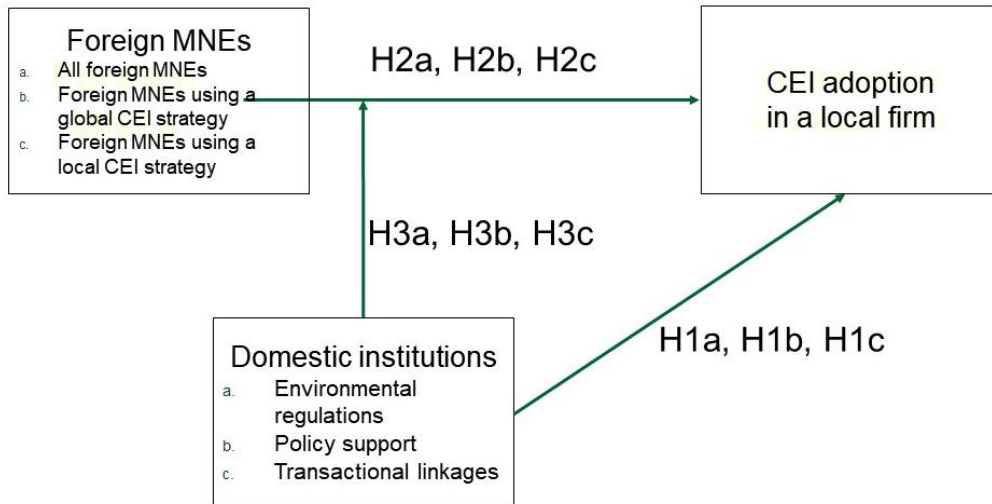 Foreign MNEs
a. All foreign MNEs
b. Foreign MNEs using a
global CEI strategy
c. Foreign MNEs using a
local CEI strategy
H2a, H2b, H2c
CEI adoption
in a local firm
H3a, H3b, H3c
H1a, H1b, H1c
Domestic institutions
a. Environmental
regulations
b. Policy support
c. Transactional linkages